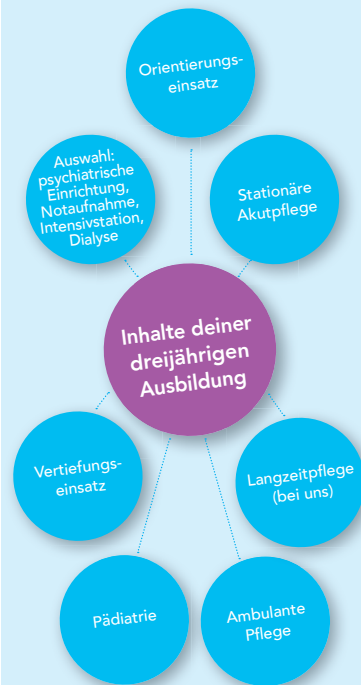 Orientierungs-
einsatz
Auswahl:
psychiatrische
Einrichtung,
Notaufnahme,
Intensivstation,
Dialyse
Stationäre
Akutpflege
Inhalte deiner
dreijährigen
Ausbildung
Vertiefungs-
einsatz
Langzeitpflege
(bei uns)
Pädiatrie
Ambulante
Pflege